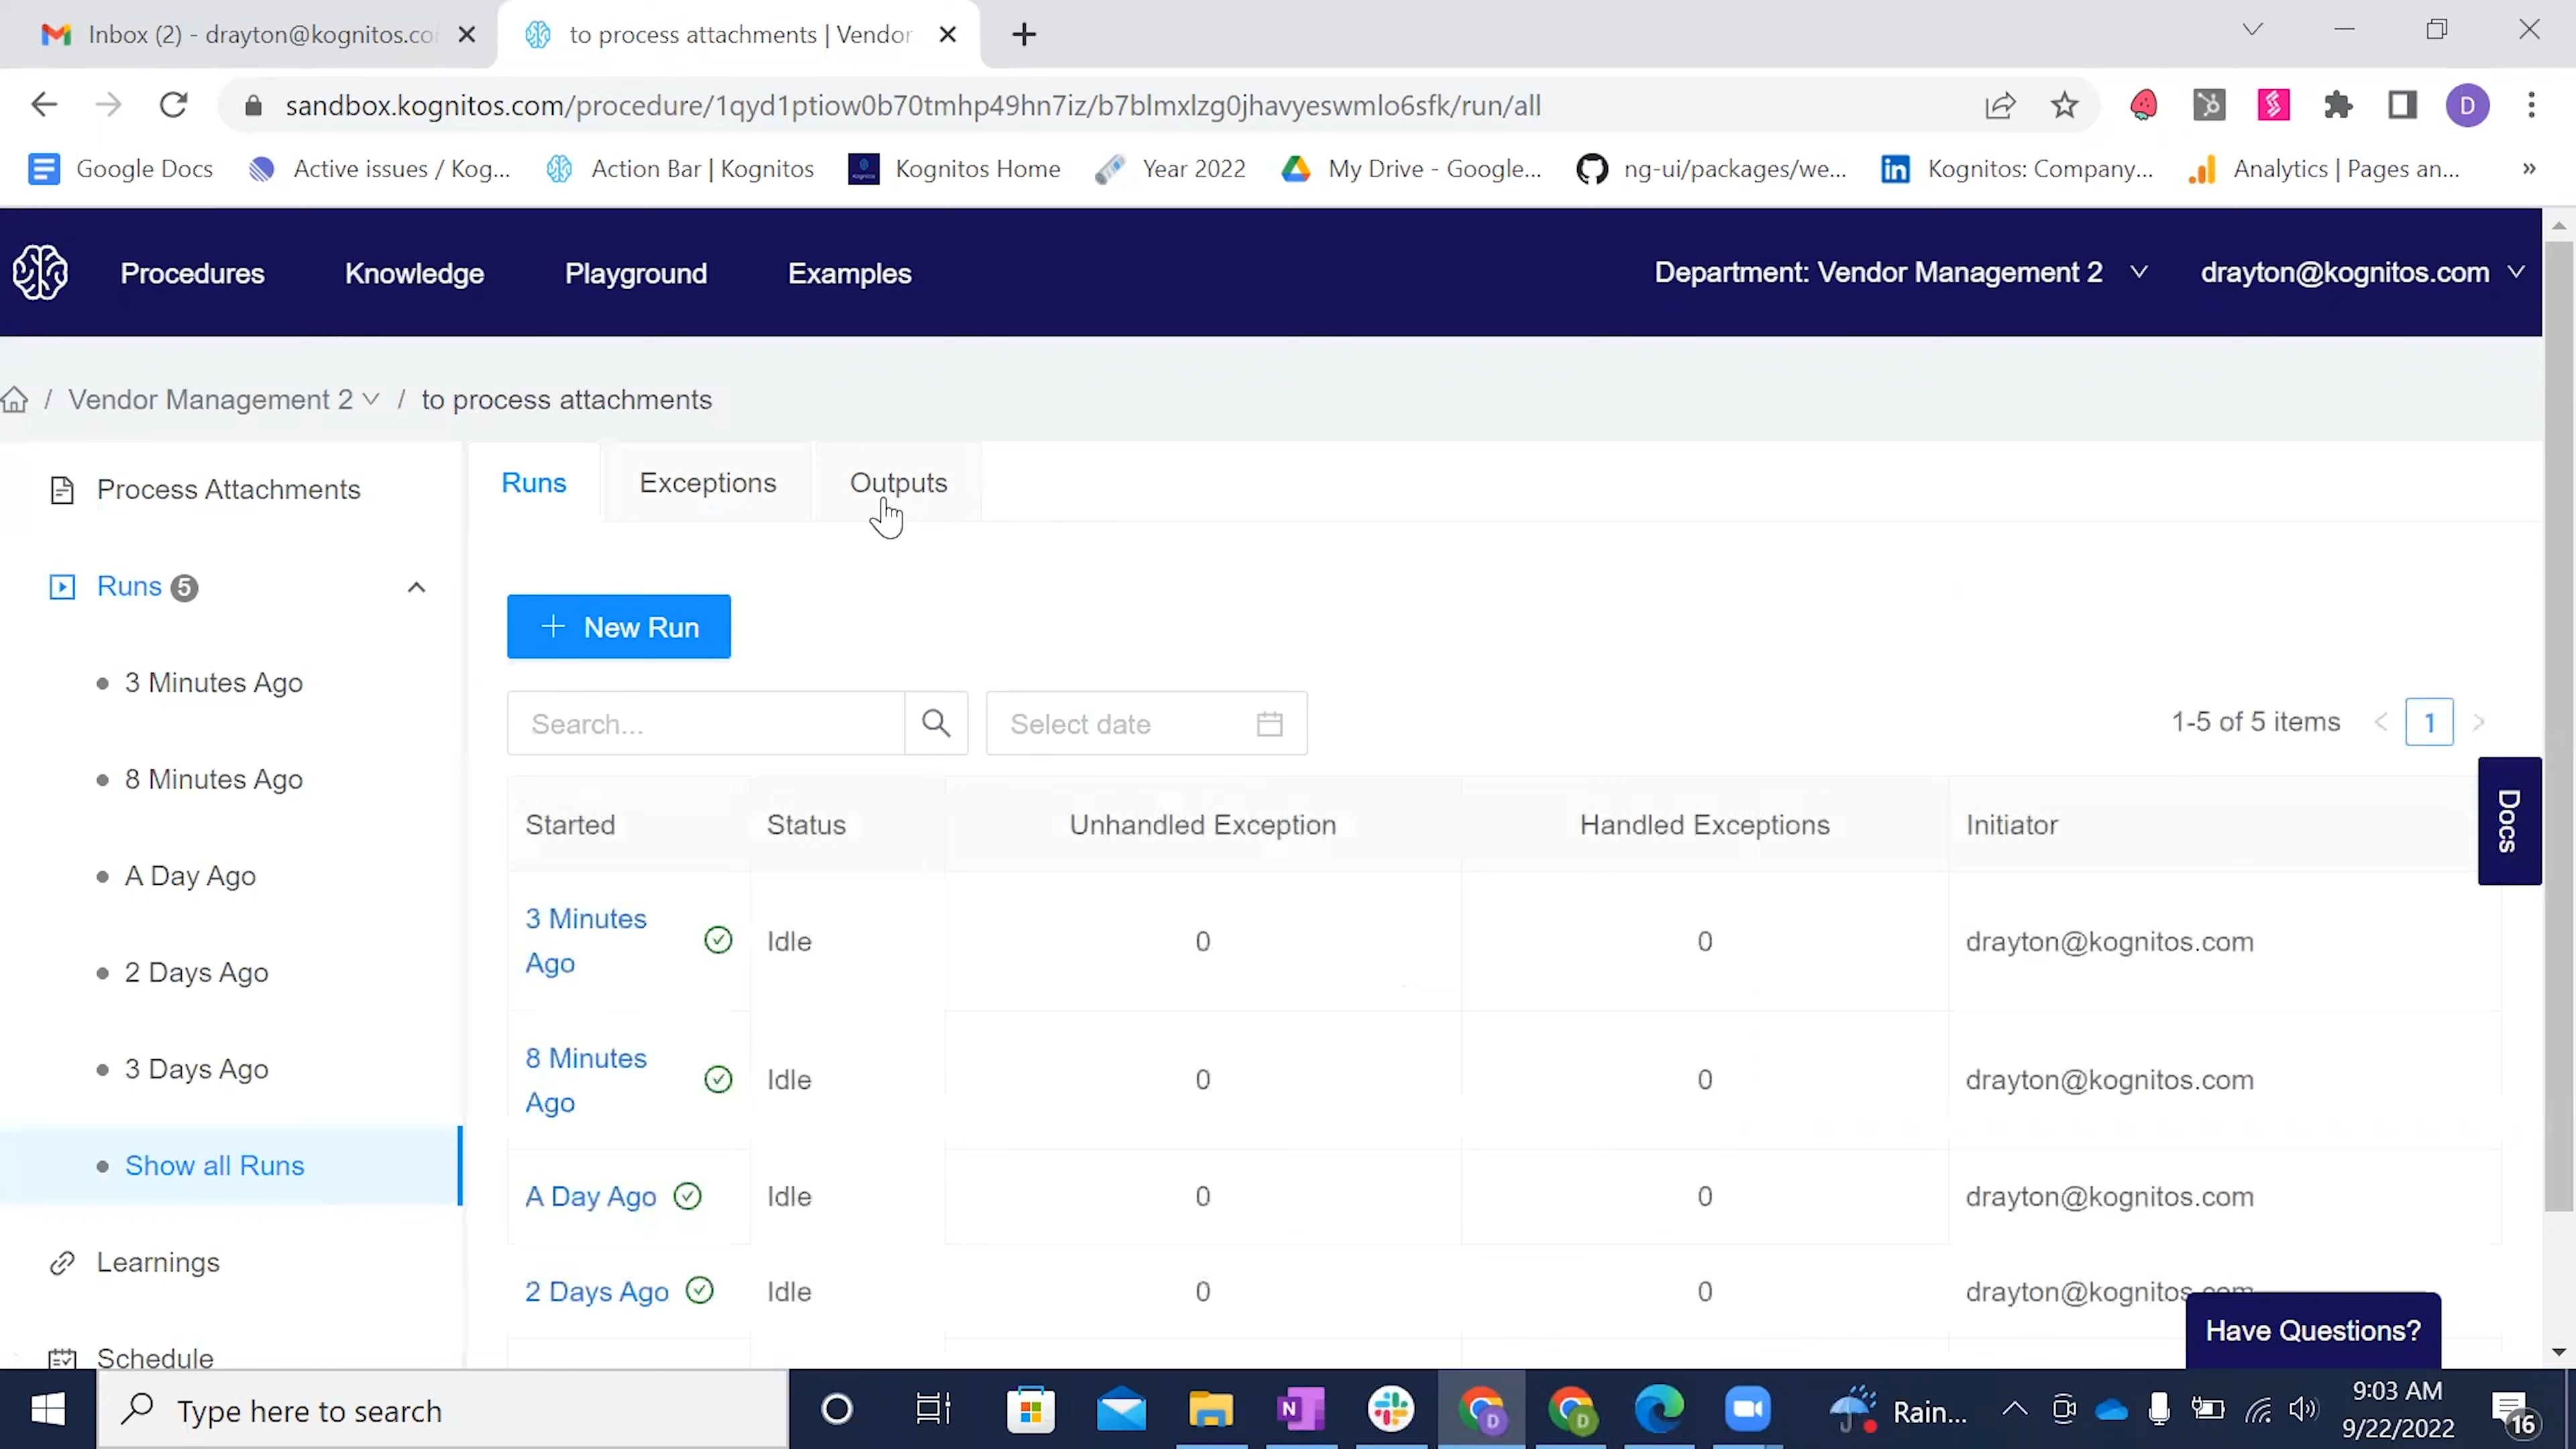 Inbox (2) - drayton@kognitos.co
to process attachments | Vendor
sandbox.kognitos.com/procedure/1qyd1ptiow0b70tmhp49hn7iz/b7blmxlzg0jhavyeswmlo6sfk/run/all
D
Google Docs
Active issues / Kog...
Action Bar | Kognitos
Kognitos Home
Year 2022
My Drive - Google...
ng-ui/packages/we...
Kognitos: Company...
Analytics | Pages an...
»
Procedures
Knowledge
Playground
Examples
Department: Vendor Management 2
drayton@kognitos.com
/ Vendor Management 2 / to process attachments
Process Attachments
Runs 5
3 Minutes Ago
8 Minutes Ago
A Day Ago
2 Days Ago
3 Days Ago
Show all Runs
Learnings
Schedule
Runs
Exceptions
Outputs
+ New Run
Search...
Select date
1-5 of 5 items < 1 >
Docs
Started
Status
Unhandled Exception
Handled Exceptions
Initiator
3 Minutes
Ago
Idle
0
0
drayton@kognitos.com
8 Minutes
Ago
Idle
0
0
drayton@kognitos.com
A Day Ago
Idle
0
0
drayton@kognitos.com
2 Days Ago
Idle
0
0
drayton@kognitos.com
Have Questions?
Type here to search
Rain...
9:03 AM
9/22/2022
16